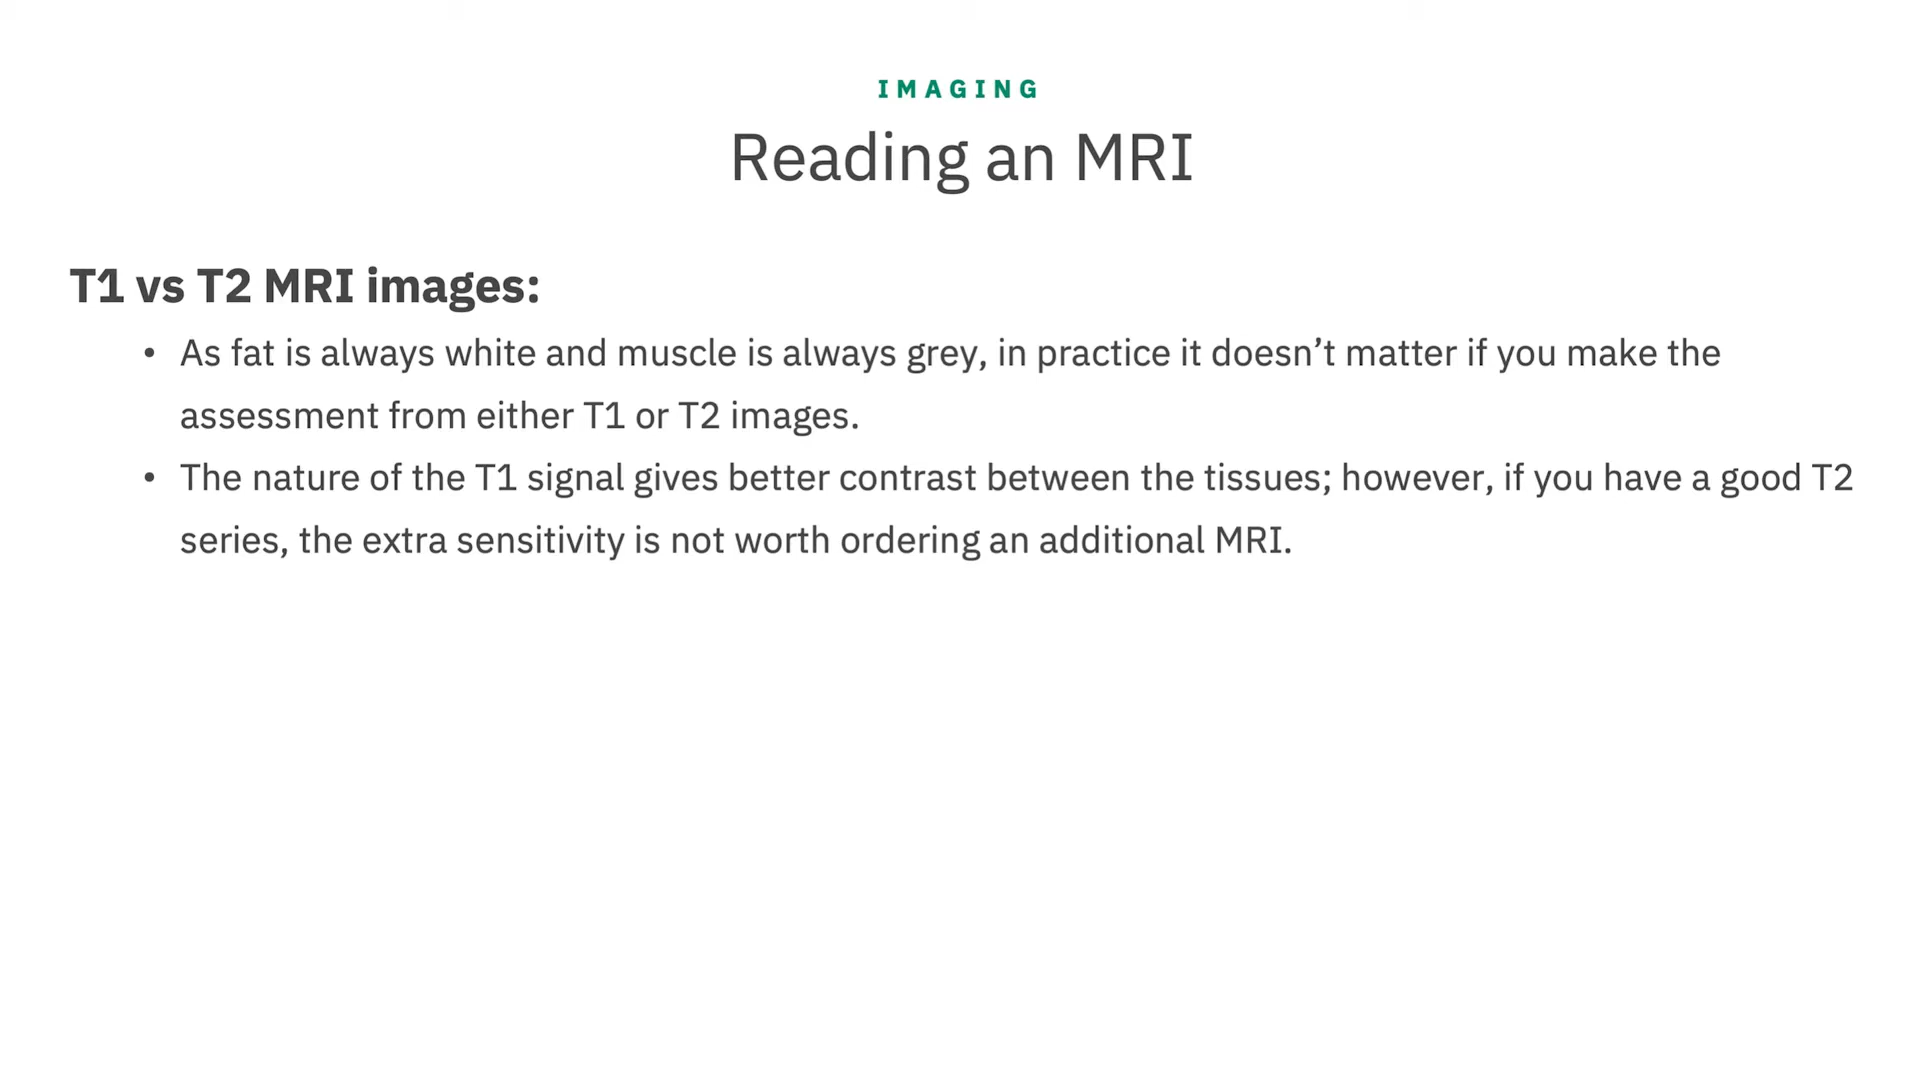 IMAGING
Reading an MRI
T1 vs T2 MRI images:
• As fat is always white and muscle is always grey, in practice it doesn’t matter if you make the
assessment from either T1 or T2 images.
• The nature of the T1 signal gives better contrast between the tissues; however, if you have a good T2
series, the extra sensitivity is not worth ordering an additional MRI.